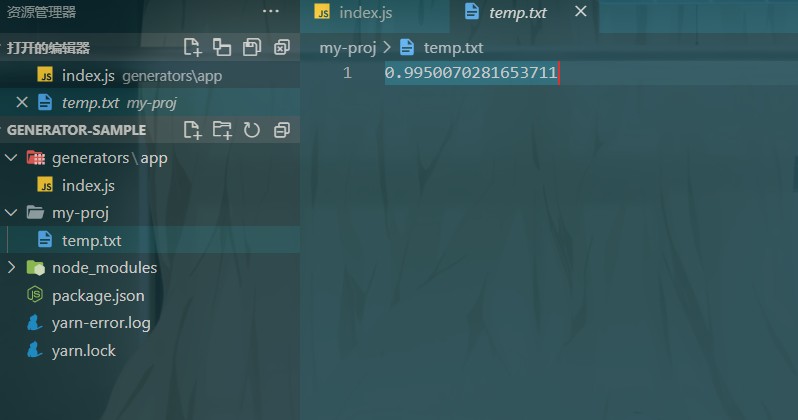 资源管理器
打开的编辑器
index.js generators\app
temp.txt my-proj
GENERATOR-SAMPLE
generators\app
JS index.js
my-proj
temp.txt
node_modules
package.json
yarn-error.log
yarn.lock
JS index.js
temp.txt
my-proj > temp.txt
1 0.9950070281653711